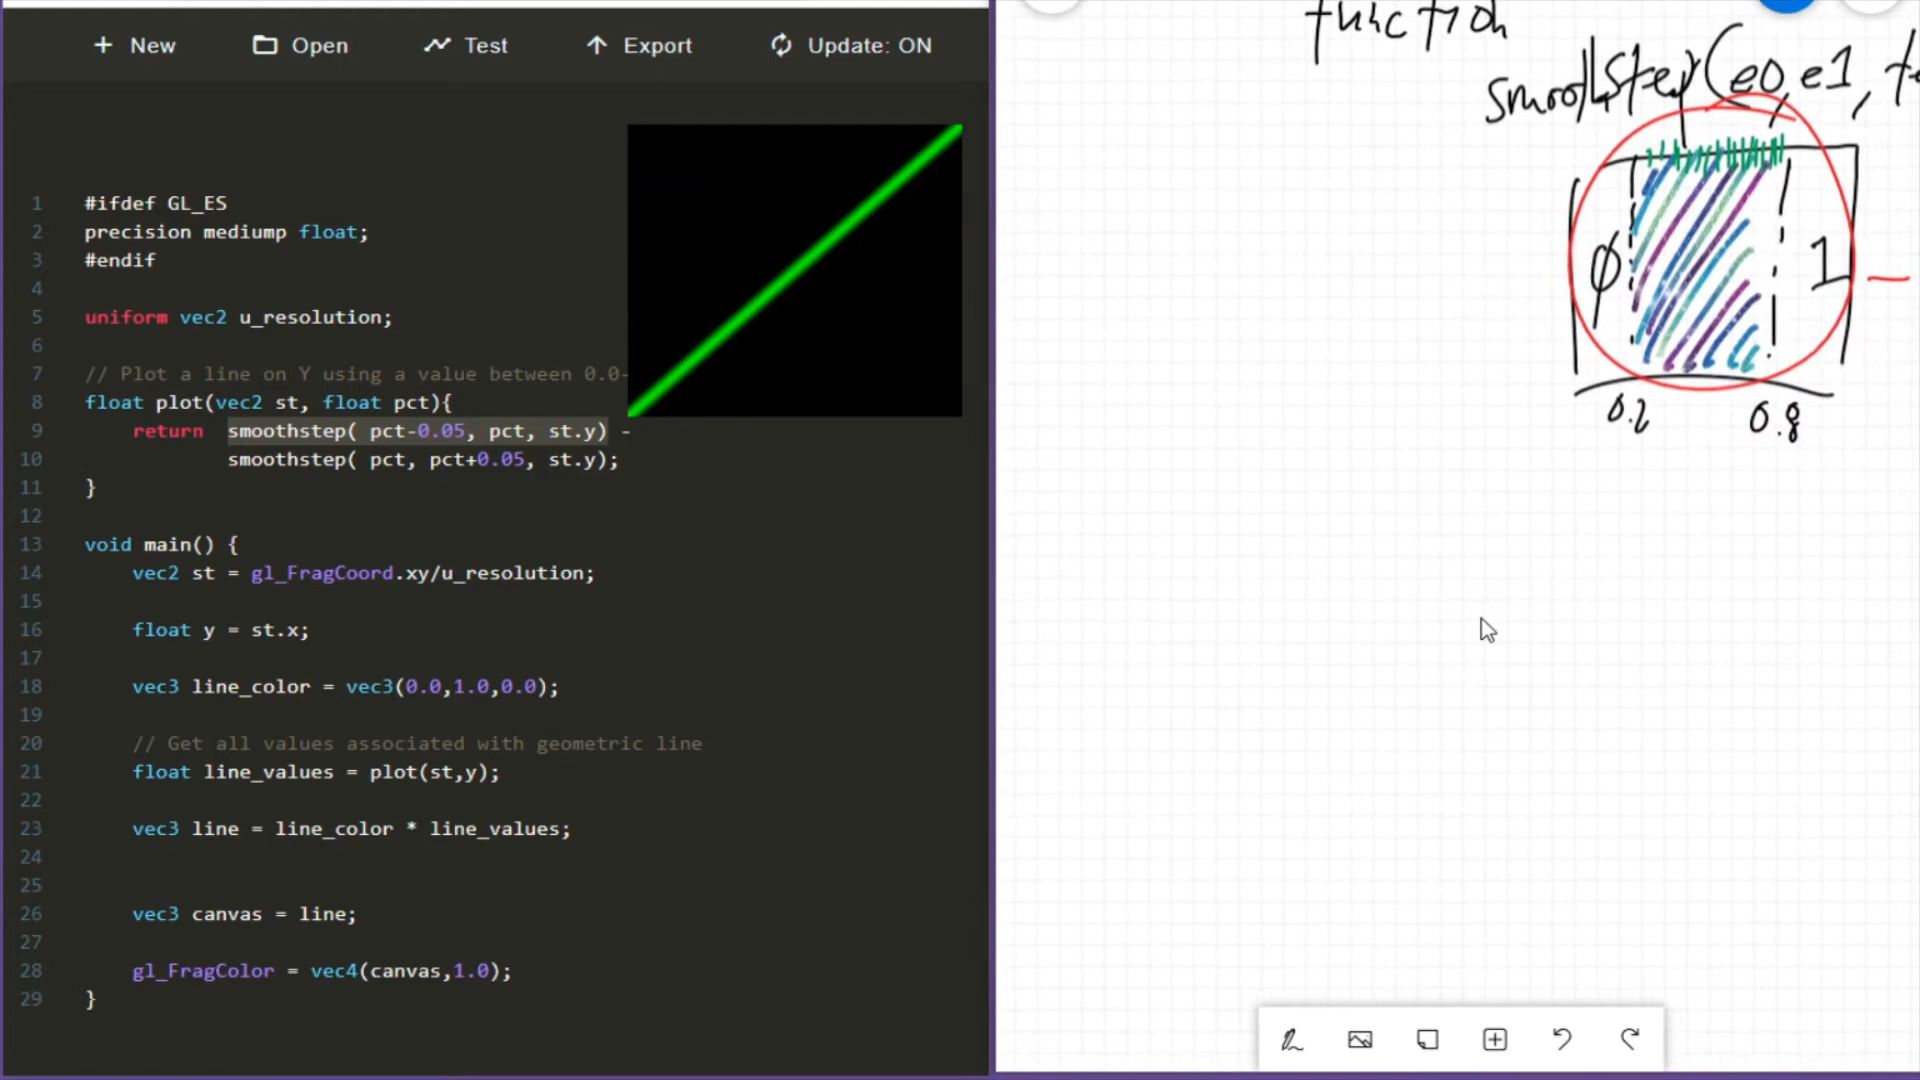 New Open Test Export Update: ON
1 #ifdef GL_ES
2 precision mediump float;
3 #endif
4
5 uniform vec2 u_resolution;
6
7 // Plot a line on Y using a value between 0.0-
8 float plot(vec2 st, float pct){
9 return smoothstep( pct-0.05, pct, st.y) -
10 smoothstep( pct, pct+0.05, st.y);
11 }
12
13 void main() {
14 vec2 st = gl_FragCoord.xy/u_resolution;
15
16 float y = st.x;
17
18 vec3 line_color = vec3(0.0,1.0,0.0);
19
20 // Get all values associated with geometric line
21 float line_values = plot(st,y);
22
23 vec3 line = line_color * line_values;
24
25
26 vec3 canvas = line;
27
28 gl_FragColor = vec4(canvas,1.0);
29 }
function
smoothstep(e0, e1,
0 1
0.2 0.8